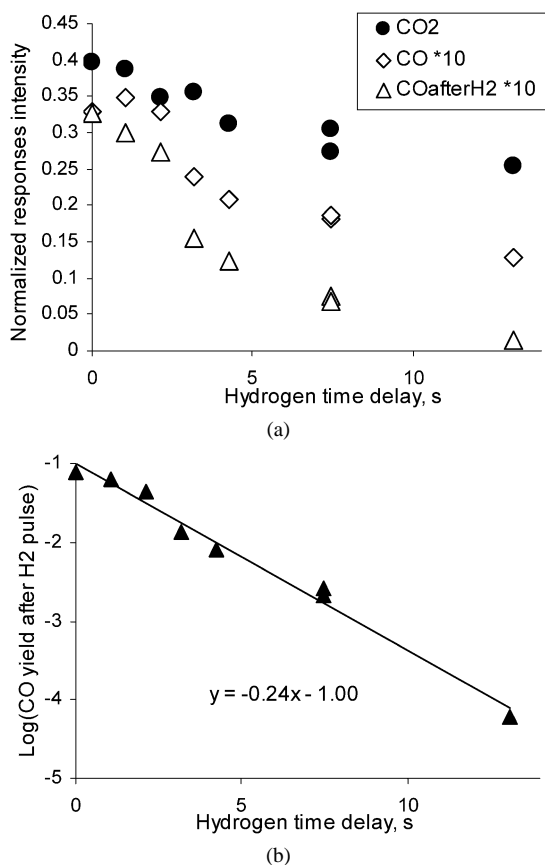 0.45
0.4
0.35
0.3
0.25
0.2
0.15
0.1
0.05
0
Normalized responses intensity
CO2
CO *10
COafterH2 *10
0 5 10
Hydrogen time delay, s
(a)
-1
-2
-3
-4
-5
Log(CO yield after H2 pulse)
y = -0.24x - 1.00
0 5 10
Hydrogen time delay, s
(b)